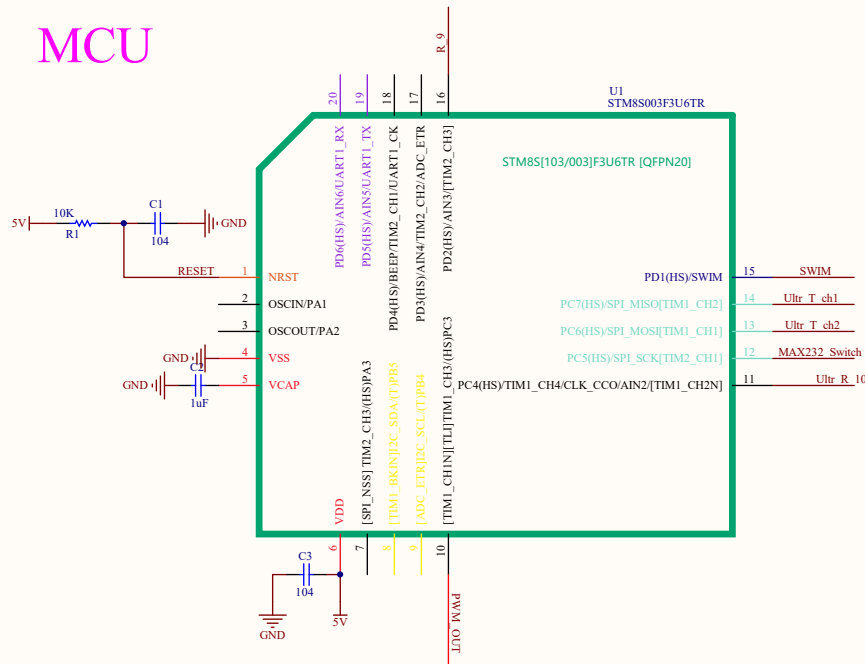 MCU
R_9
U1
STM8S003F3U6TR
20
19
18
17
16
PD6(HS)/AIN6/UART1_RX
PD5(HS)/AIN5/UART1_TX
PD4(HS)/BEEP/TIM2_CH1/UART1_CK
PD3(HS)/AIN4/TIM2_CH2/ADC_ETR
PD2(HS)/AIN3/[TIM2_CH3]
STM8S[103/003]F3U6TR [QFPN20]
5V
10K
R1
C1
104
GND
RESET
1
NRST
2
OSCIN/PA1
3
OSCOUT/PA2
GND
4
VSS
GND
C2
1uF
5
VCAP
PD1(HS)/SWIM
15
SWIM
PC7(HS)/SPI_MISO[TIM1_CH2]
14
Ultr_T_ch1
PC6(HS)/SPI_MOSI[TIM1_CH1]
13
Ultr_T_ch2
PC5(HS)/SPI_SCK[TIM2_CH1]
12
MAX232_Switch
PC4(HS)/TIM1_CH4/CLK_CCO/AIN2/[TIM1_CH2N]
11
Ultr_R_10
VDD
[SPI_NSS] TIM2_CH3/(HS)PA3
[TIM1_BKIN]I2C_SDA/(T)PB5
[ADC_ETR]I2C_SCL/(T)PB4
[TIM1_CH1N][TLI]TIM1_CH3/(HS)PC3
6
7
8
9
10
C3
104
GND
5V
PWM_OUT